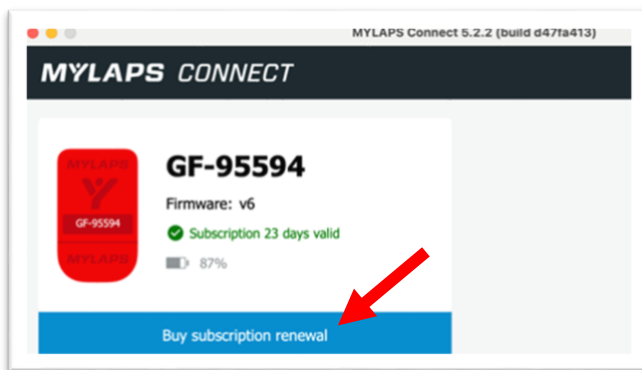 MYLAPS Connect 5.2.2 (build d47fa413)
MYLAPS CONNECT
MYLAPS
GF-95594
MYLAPS
GF-95594
Firmware: v6
Subscription 23 days valid
87%
Buy subscription renewal